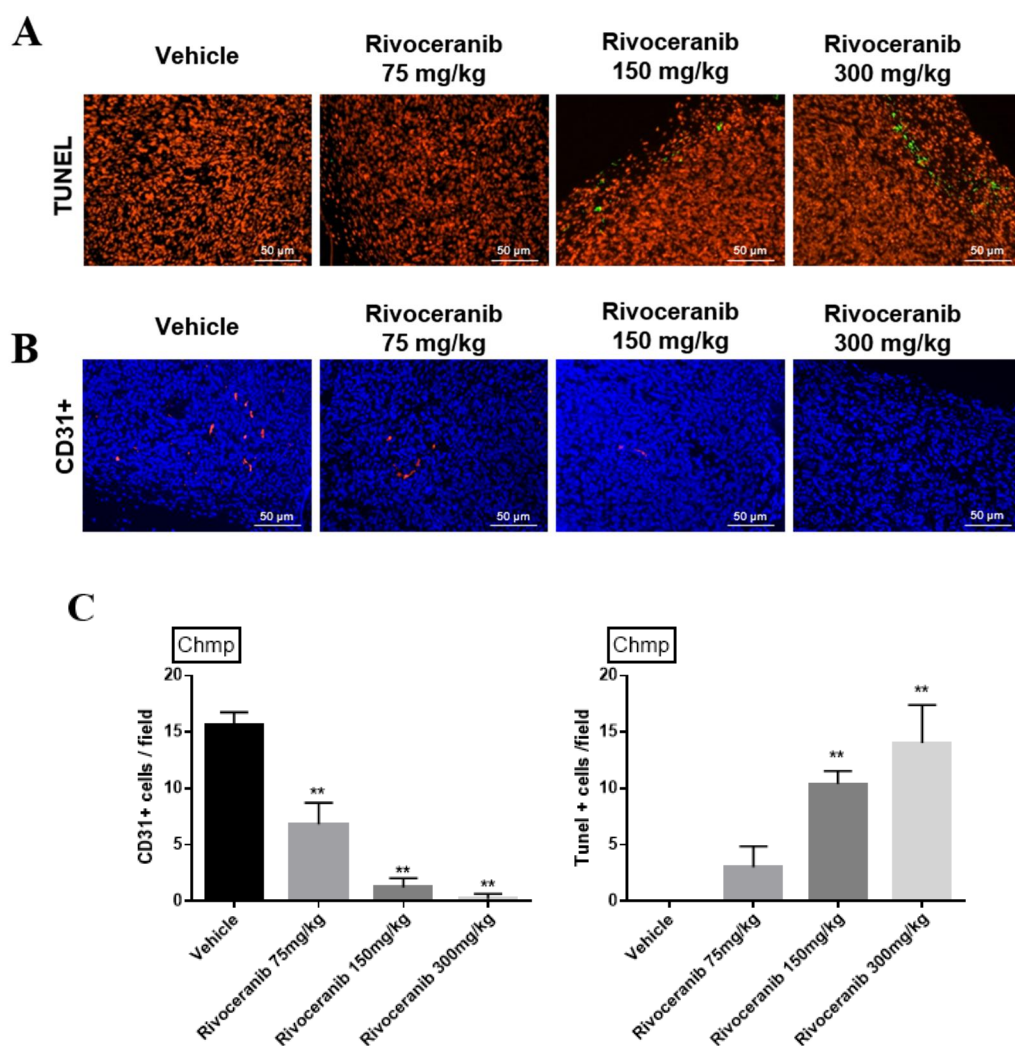 A
Vehicle
Rivoceranib
75 mg/kg
Rivoceranib
150 mg/kg
Rivoceranib
300 mg/kg
TUNEL
50 µm
50 µm
50 µm
50 µm
B
Vehicle
Rivoceranib
75 mg/kg
Rivoceranib
150 mg/kg
Rivoceranib
300 mg/kg
CD31+
50 µm
50 µm
50 µm
50 µm
C
Chmp
CD31+ cells / field
20
15
10
5
0
**
**
**
Vehicle
Rivoceranib 75mg/kg
Rivoceranib 150mg/kg
Rivoceranib 300mg/kg
Chmp
Tunel + cells /field
20
15
10
5
0
**
**
Vehicle
Rivoceranib 75mg/kg
Rivoceranib 150mg/kg
Rivoceranib 300mg/kg